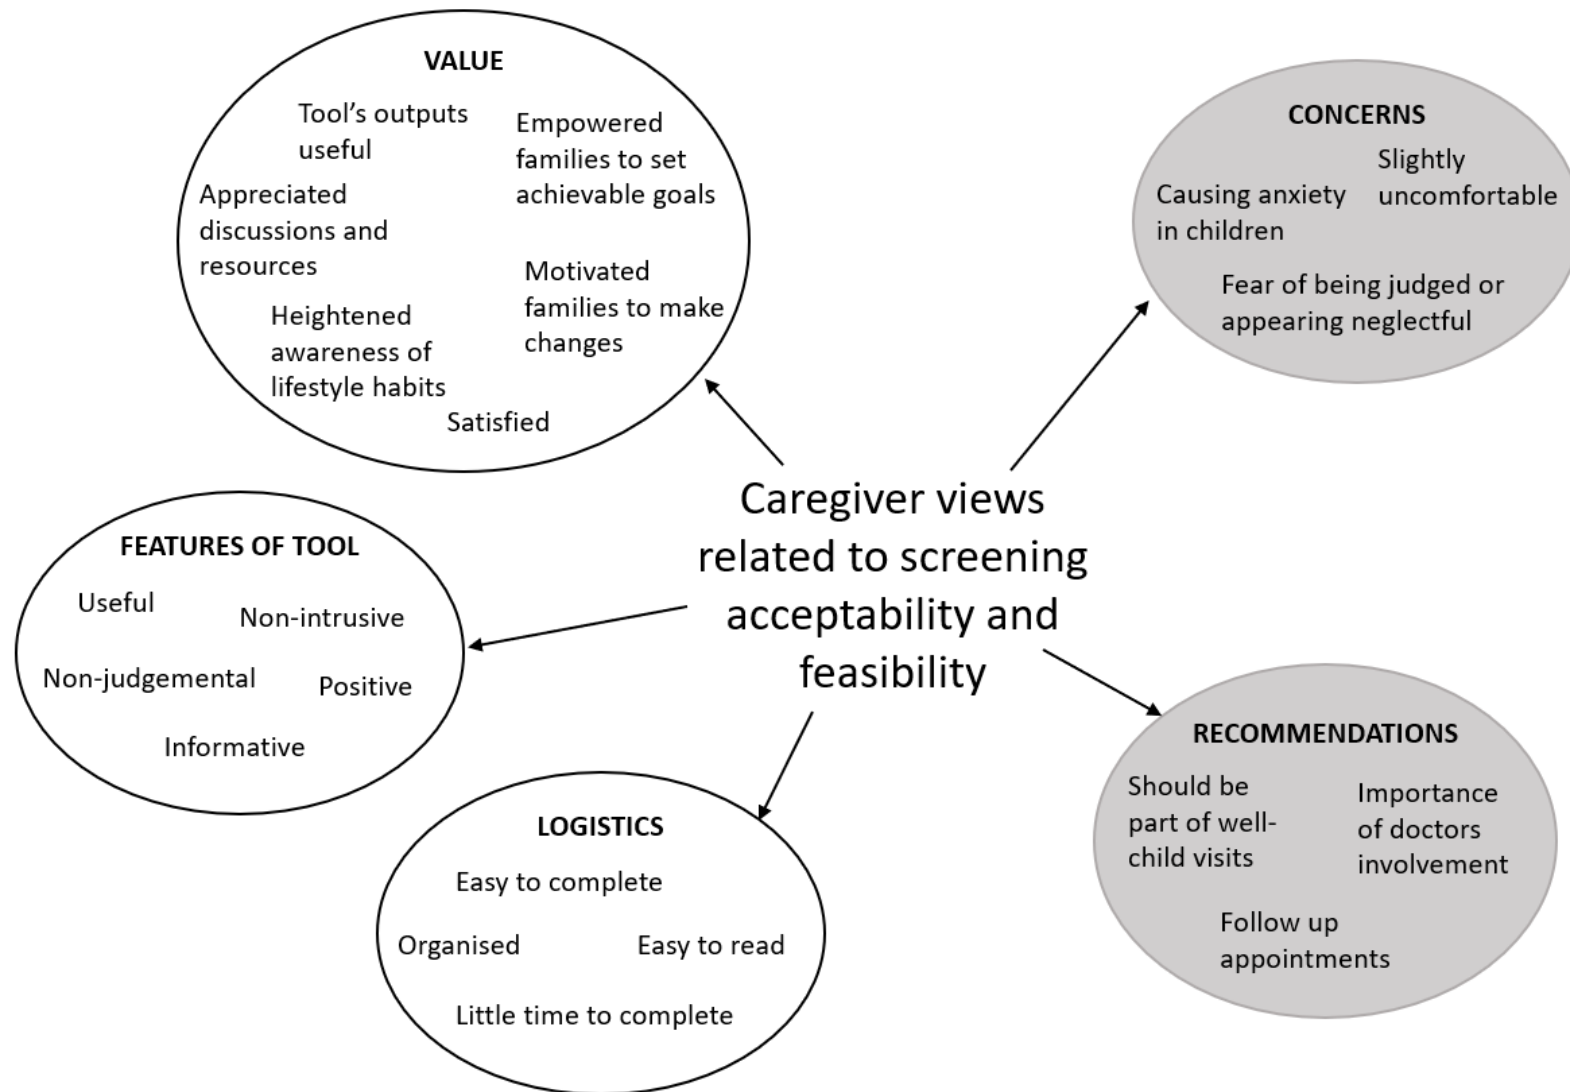 VALUE
Tool's outputs
useful
Empowered
families to set
achievable goals
Appreciated
discussions and
resources
Motivated
families to make
changes
Heightened
awareness of
lifestyle habits
Satisfied
CONCERNS
Slightly
uncomfortable
Causing anxiety
in children
Fear of being judged or
appearing neglectful
Caregiver views
related to screening
acceptability and
feasibility
FEATURES OF TOOL
Useful
Non-intrusive
Non-judgemental
Positive
Informative
LOGISTICS
Easy to complete
Organised
Easy to read
Little time to complete
RECOMMENDATIONS
Should be
part of well-
child visits
Importance
of doctors
involvement
Follow up
appointments